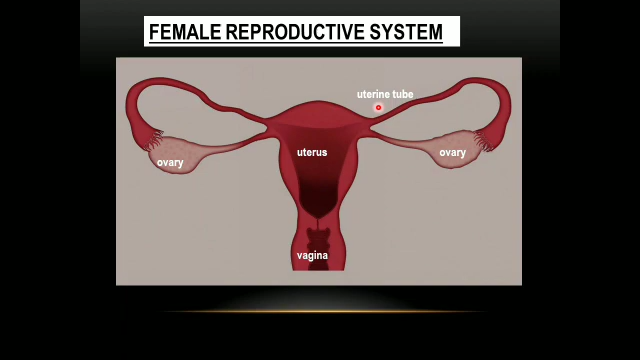 FEMALE REPRODUCTIVE SYSTEM
uterine tube
uterus
ovary
ovary
vagina